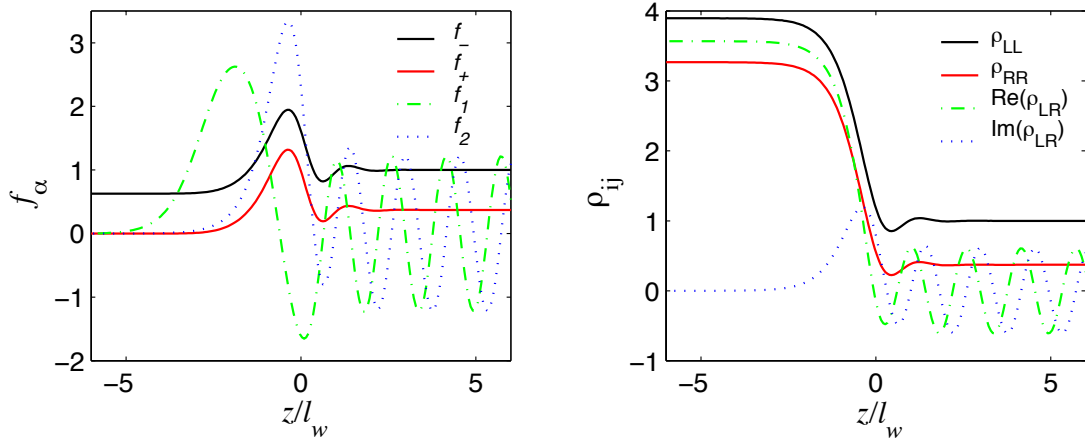 3
2
1
0
−1
−2
−5
0
5
f_α
z/l_w
f_−
f_+
f_1
f_2
4
3
2
1
0
−1
−5
0
5
ρ_ij
z/l_w
ρ_LL
ρ_RR
Re(ρ_LR)
Im(ρ_LR)